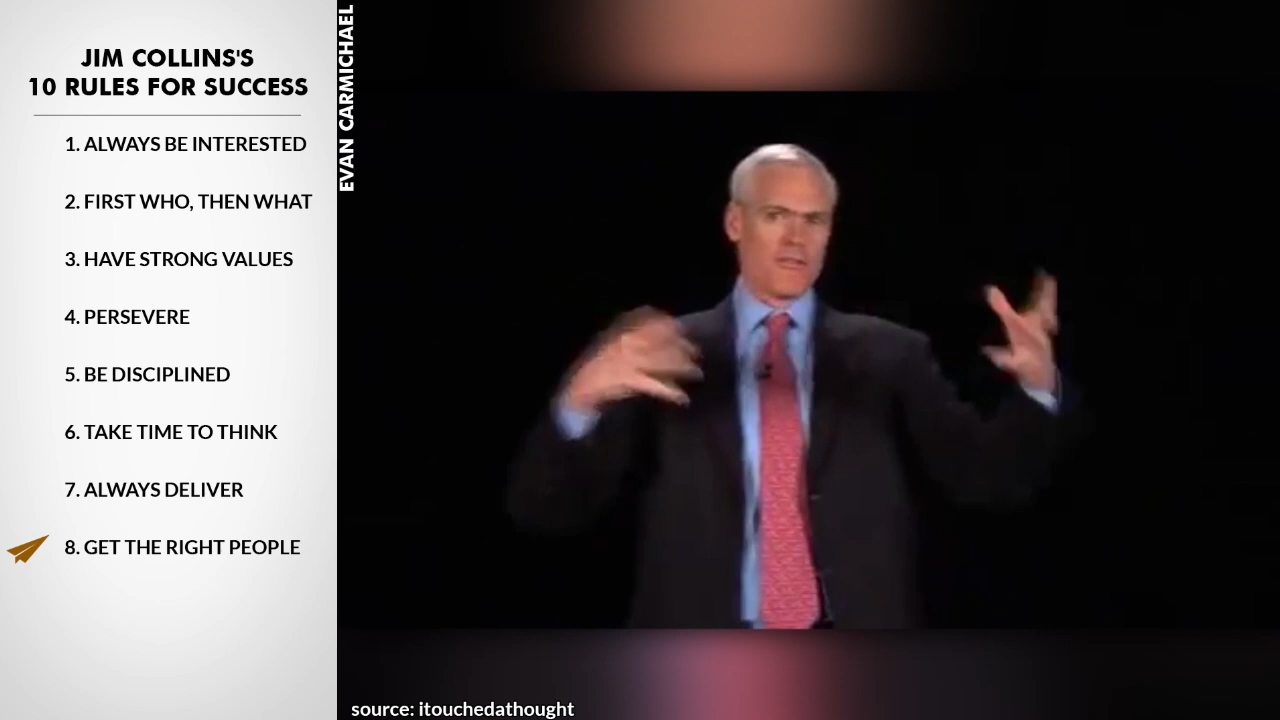 JIM COLLINS'S
10 RULES FOR SUCCESS
1. ALWAYS BE INTERESTED
2. FIRST WHO, THEN WHAT
3. HAVE STRONG VALUES
4. PERSEVERE
5. BE DISCIPLINED
6. TAKE TIME TO THINK
7. ALWAYS DELIVER
8. GET THE RIGHT PEOPLE
EVAN CARMICHAEL
source: itouchedathought